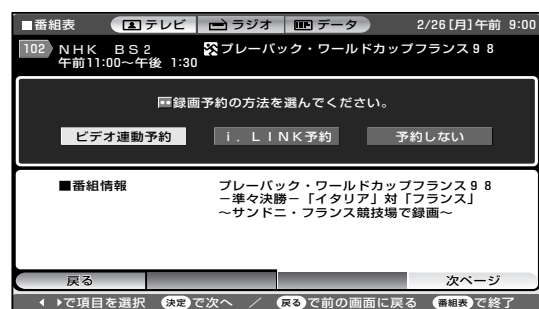 ■番組表 テレビ ラジオ データ 2/26[月]午前 9:00
102 NHK BS2 プレーバック・ワールドカップフランス98
午前11:00～午後 1:30
録画予約の方法を選んでください。
ビデオ連動予約 i.LINK予約 予約しない
■番組情報 プレーバック・ワールドカップフランス98
－準々決勝－「イタリア」対「フランス」
～サンドニ・フランス競技場で録画～
戻る 次ページ
で項目を選択 決定で次へ ／ 戻るで前の画面に戻る 番組表で終了